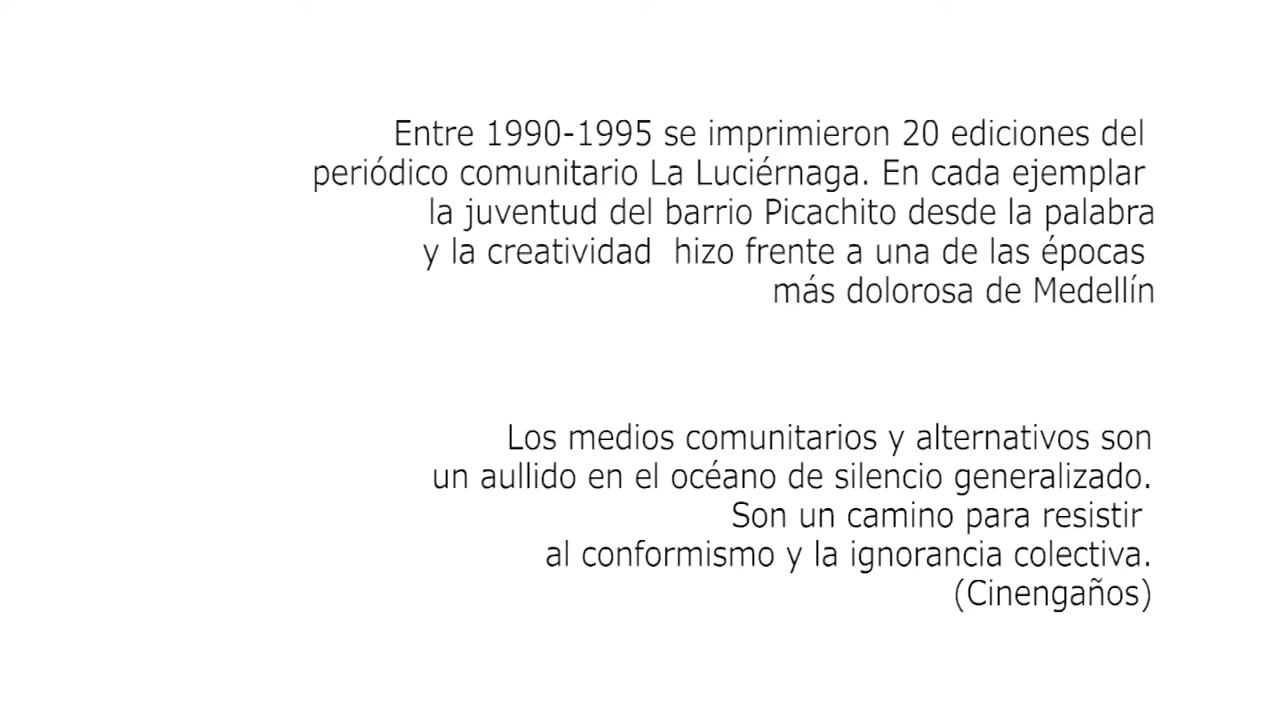 Entre 1990-1995 se imprimieron 20 ediciones del
periódico comunitario La Luciérnaga. En cada ejemplar
la juventud del barrio Picachito desde la palabra
y la creatividad  hizo frente a una de las épocas
más dolorosa de Medellín
Los medios comunitarios y alternativos son
un aullido en el océano de silencio generalizado.
Son un camino para resistir
al conformismo y la ignorancia colectiva.
(Cinengaños)